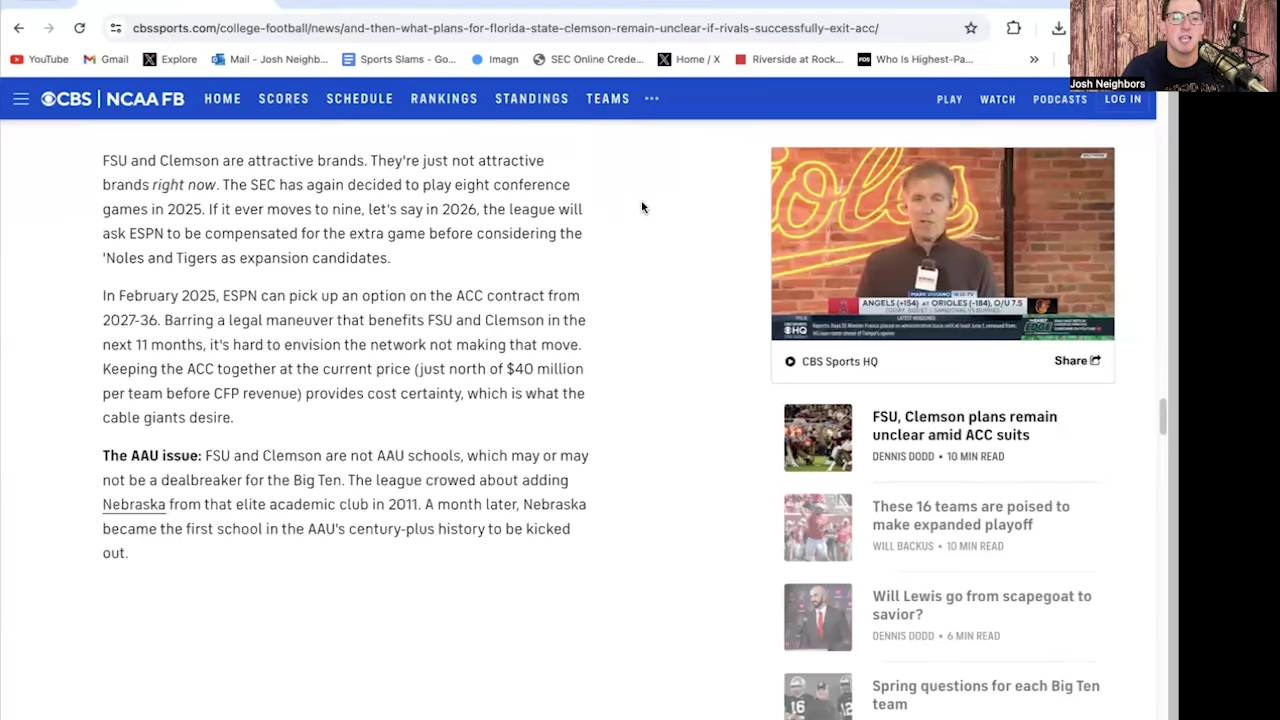 cbssports.com/college-football/news/and-then-what-plans-for-florida-state-clemson-remain-unclear-if-rivals-successfully-exit-acc/
YouTube
Gmail
Explore
Mail - Josh Neighb...
Sports Slams - Go...
Imagn
SEC Online Crede...
Home / X
Riverside at Rock...
FOS
Who Is Highest-Pa...
»
Josh Neighbors
CBS NCAA FB
HOME
SCORES
SCHEDULE
RANKINGS
STANDINGS
TEAMS
•••
PLAY
WATCH
PODCASTS
LOG IN
FSU and Clemson are attractive brands. They're just not attractive
brands right now. The SEC has again decided to play eight conference
games in 2025. If it ever moves to nine, let's say in 2026, the league will
ask ESPN to be compensated for the extra game before considering the
'Noles and Tigers as expansion candidates.
In February 2025, ESPN can pick up an option on the ACC contract from
2027-36. Barring a legal maneuver that benefits FSU and Clemson in the
next 11 months, it's hard to envision the network not making that move.
Keeping the ACC together at the current price (just north of $40 million
per team before CFP revenue) provides cost certainty, which is what the
cable giants desire.
The AAU issue: FSU and Clemson are not AAU schools, which may or may
not be a dealbreaker for the Big Ten. The league crowed about adding
Nebraska from that elite academic club in 2011. A month later, Nebraska
became the first school in the AAU's century-plus history to be kicked
out.
ANGELS (+154) at ORIOLES (-184), O/U 7.5
LATEST HEADLINES
HQ
EDGE
CBS Sports HQ
Share
FSU, Clemson plans remain
unclear amid ACC suits
DENNIS DODD • 10 MIN READ
These 16 teams are poised to
make expanded playoff
WILL BACKUS • 10 MIN READ
Will Lewis go from scapegoat to
savior?
DENNIS DODD • 6 MIN READ
Spring questions for each Big Ten
team
16